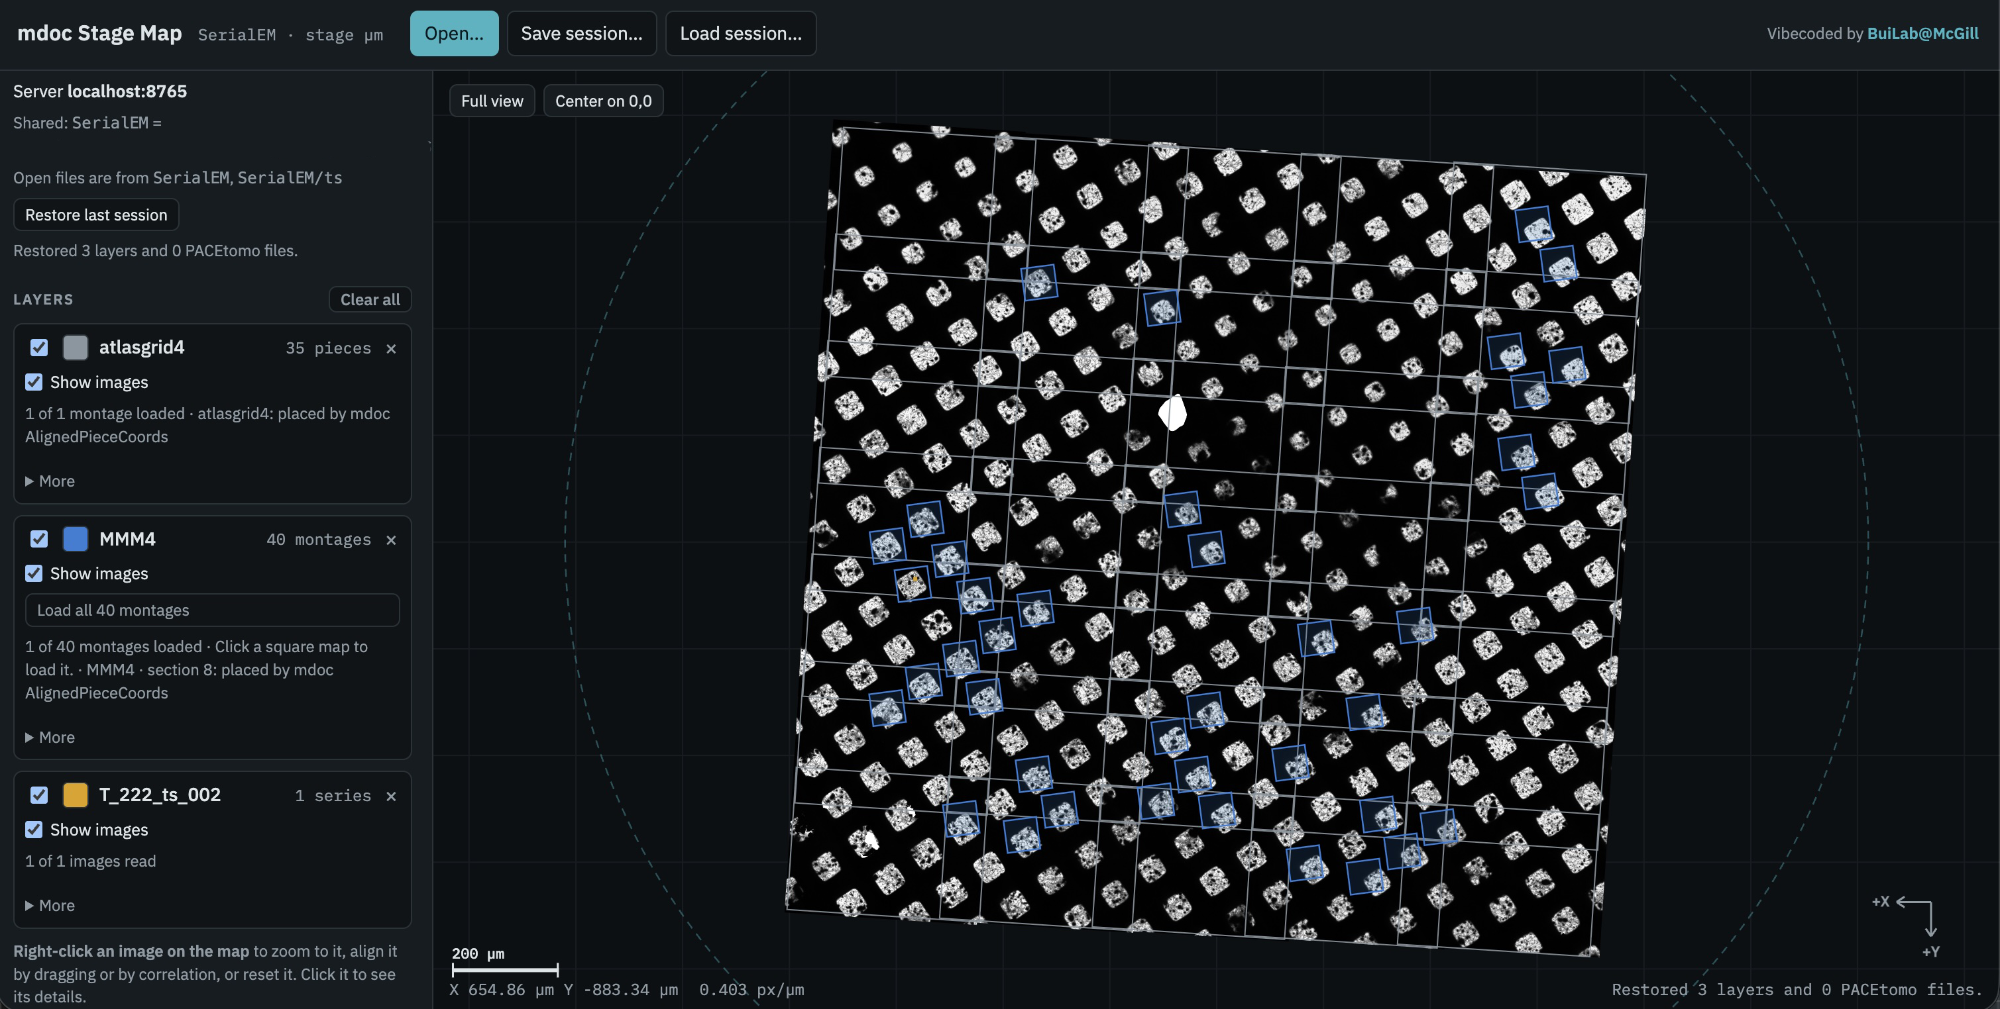 mdoc Stage Map SerialEM · stage µm Open... Save session... Load session... Vibecoded by BuiLab@McGill
Server localhost:8765
Shared: SerialEM =
Open files are from SerialEM, SerialEM/ts
Restore last session
Restored 3 layers and 0 PACEtomo files.
LAYERS Clear all
atlasgrid4 35 pieces ×
Show images
1 of 1 montage loaded · atlasgrid4: placed by mdoc
AlignedPieceCoords
More
MMM4 40 montages ×
Show images
Load all 40 montages
1 of 40 montages loaded · Click a square map to
load it. · MMM4 · section 8: placed by mdoc
AlignedPieceCoords
More
T_222_ts_002 1 series ×
Show images
1 of 1 images read
More
Right-click an image on the map to zoom to it, align it
by dragging or by correlation, or reset it. Click it to see
its details.
Full view Center on 0,0
+X
+Y
200 µm
X 654.86 µm Y -883.34 µm 0.403 px/µm
Restored 3 layers and 0 PACEtomo files.